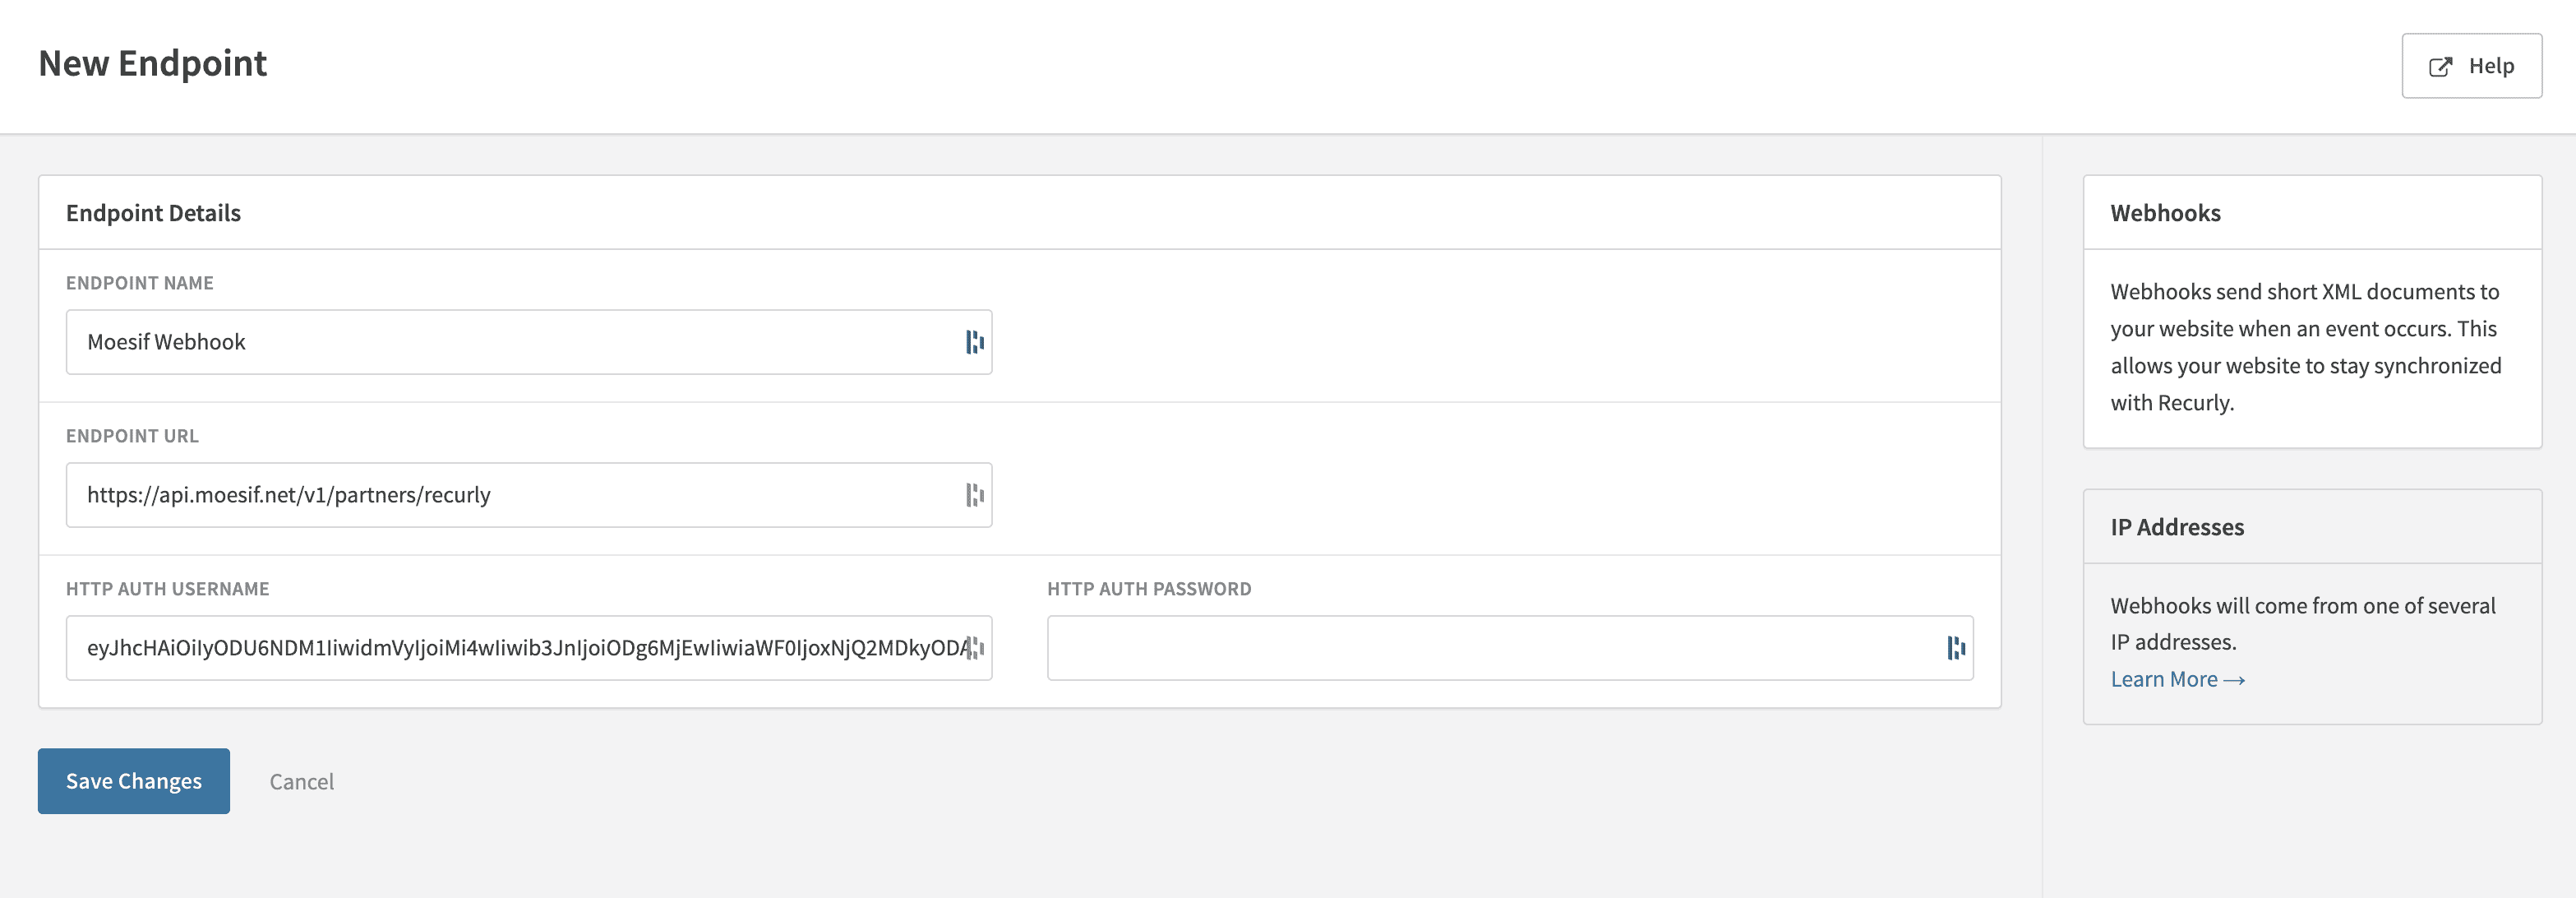 New Endpoint
Help
Endpoint Details
ENDPOINT NAME
Moesif Webhook
ENDPOINT URL
https://api.moesif.net/v1/partners/recurly
HTTP AUTH USERNAME
HTTP AUTH PASSWORD
eyJhcHAiOiIyODU6NDM1IiwidmVyIjoiMi4wIiwib3JnIjoiODg6MjEwIiwiaWF0IjoxNjQ2MDkyODA
Save Changes
Cancel
Webhooks
Webhooks send short XML documents to
your website when an event occurs. This
allows your website to stay synchronized
with Recurly.
IP Addresses
Webhooks will come from one of several
IP addresses.
Learn More →